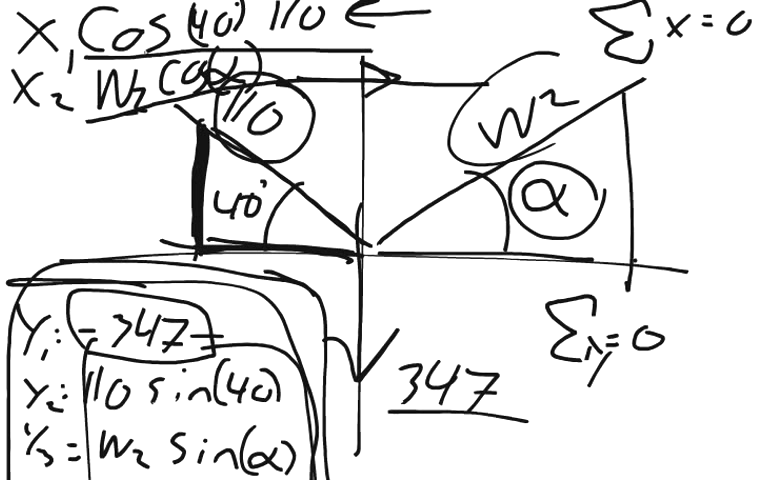 X₁ Cos(40) 110 ←
Σx=0
X₂ W₂ cos(α)
110
W²
40°
α
Σy=0
Y₁: -347
347
Y₂: 110 sin(40)
Y₃ = W₂ sin(α)